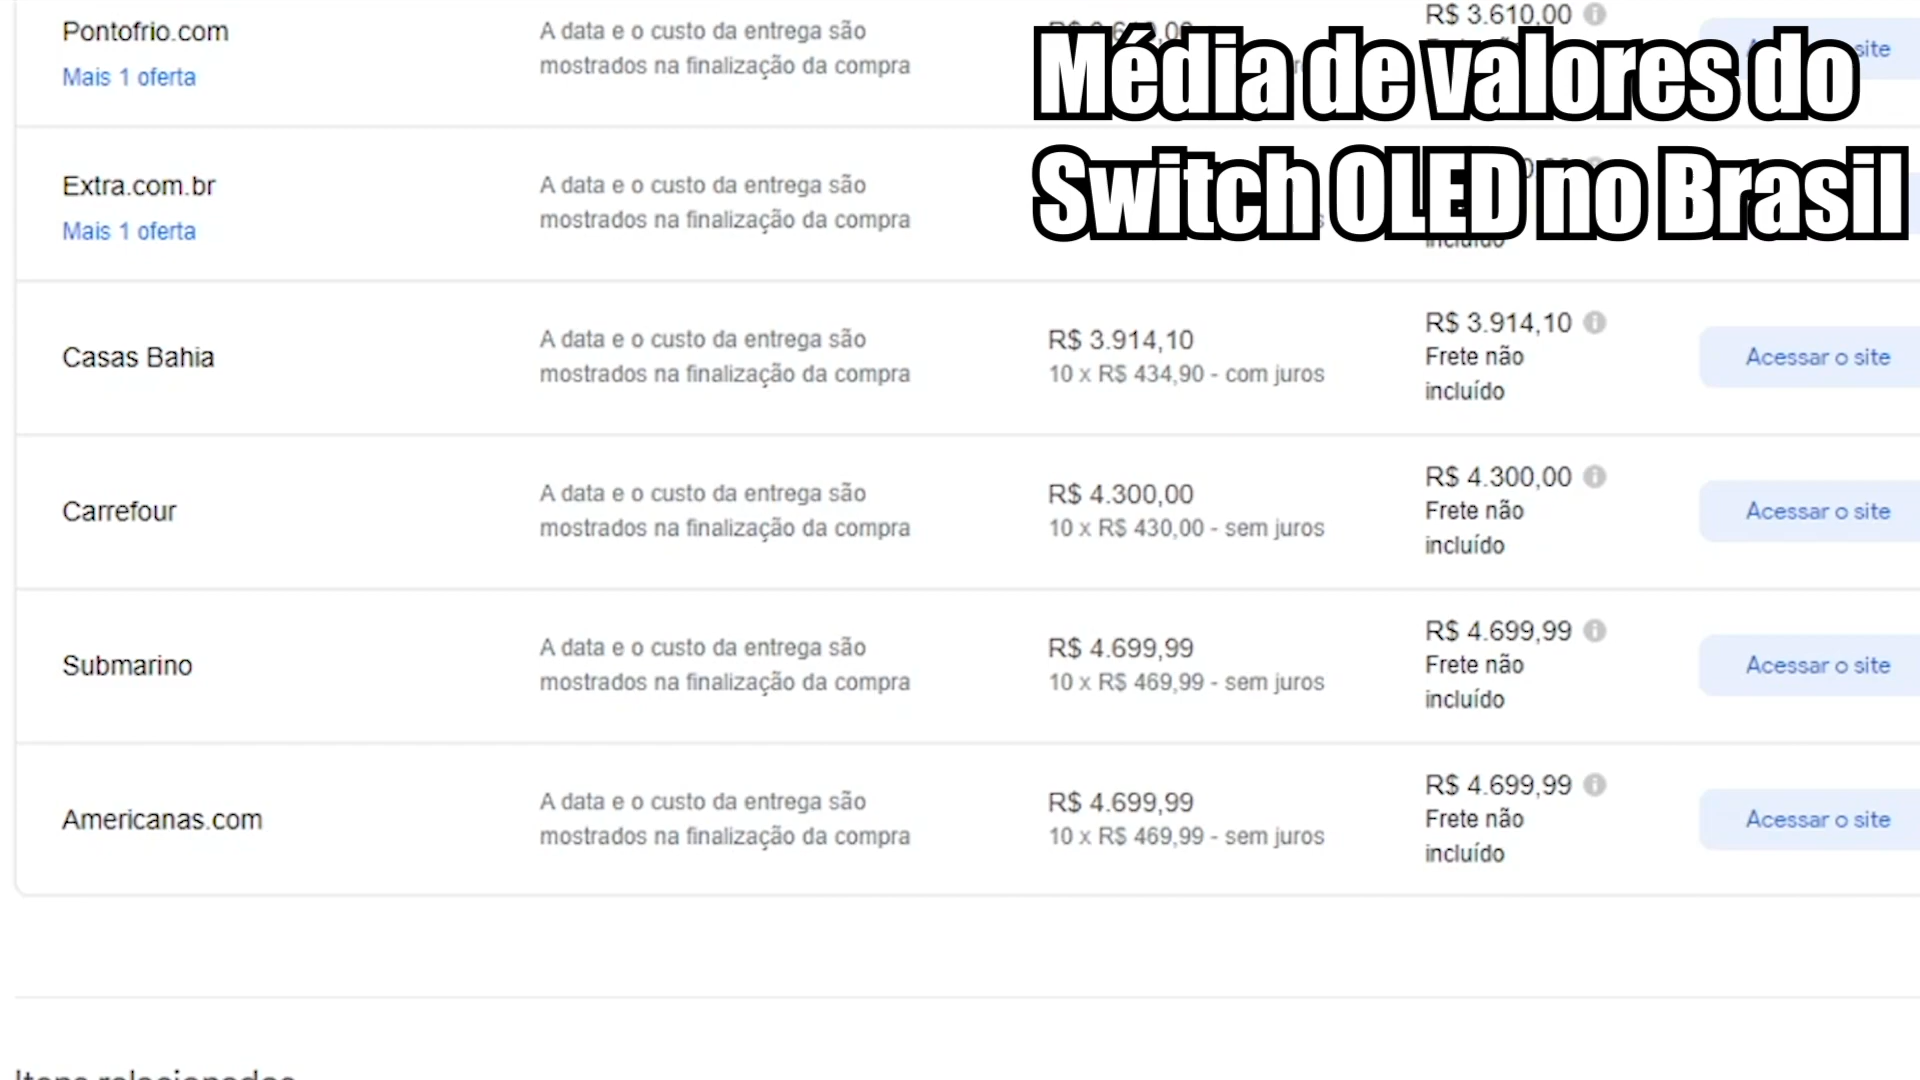 Média de valores do
Switch OLED no Brasil
Pontofrio.com
Mais 1 oferta
A data e o custo da entrega são
mostrados na finalização da compra
R$ 3.610,00
site
Extra.com.br
Mais 1 oferta
A data e o custo da entrega são
mostrados na finalização da compra
incluído
Casas Bahia
A data e o custo da entrega são
mostrados na finalização da compra
R$ 3.914,10
10 x R$ 434,90 - com juros
R$ 3.914,10
Frete não
incluído
Acessar o site
Carrefour
A data e o custo da entrega são
mostrados na finalização da compra
R$ 4.300,00
10 x R$ 430,00 - sem juros
R$ 4.300,00
Frete não
incluído
Acessar o site
Submarino
A data e o custo da entrega são
mostrados na finalização da compra
R$ 4.699,99
10 x R$ 469,99 - sem juros
R$ 4.699,99
Frete não
incluído
Acessar o site
Americanas.com
A data e o custo da entrega são
mostrados na finalização da compra
R$ 4.699,99
10 x R$ 469,99 - sem juros
R$ 4.699,99
Frete não
incluído
Acessar o site
Itens relacionados